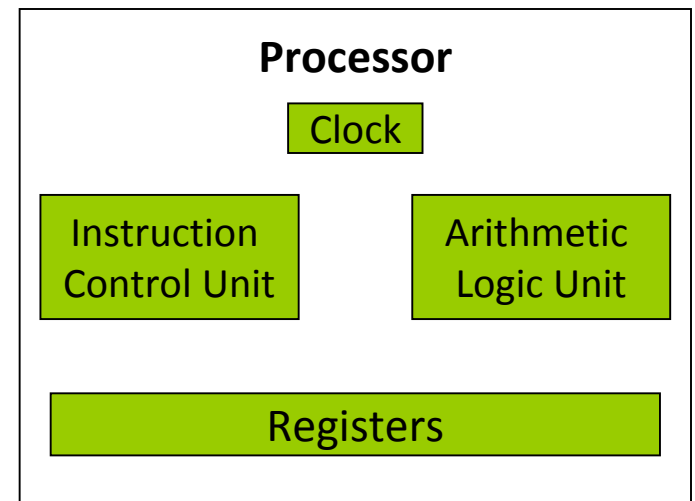 Processor
Clock
Instruction
Control Unit
Arithmetic
Logic Unit
Registers